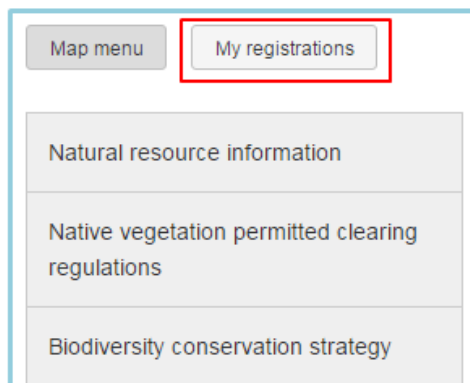 Map menu
My registrations
Natural resource information
Native vegetation permitted clearing
regulations
Biodiversity conservation strategy